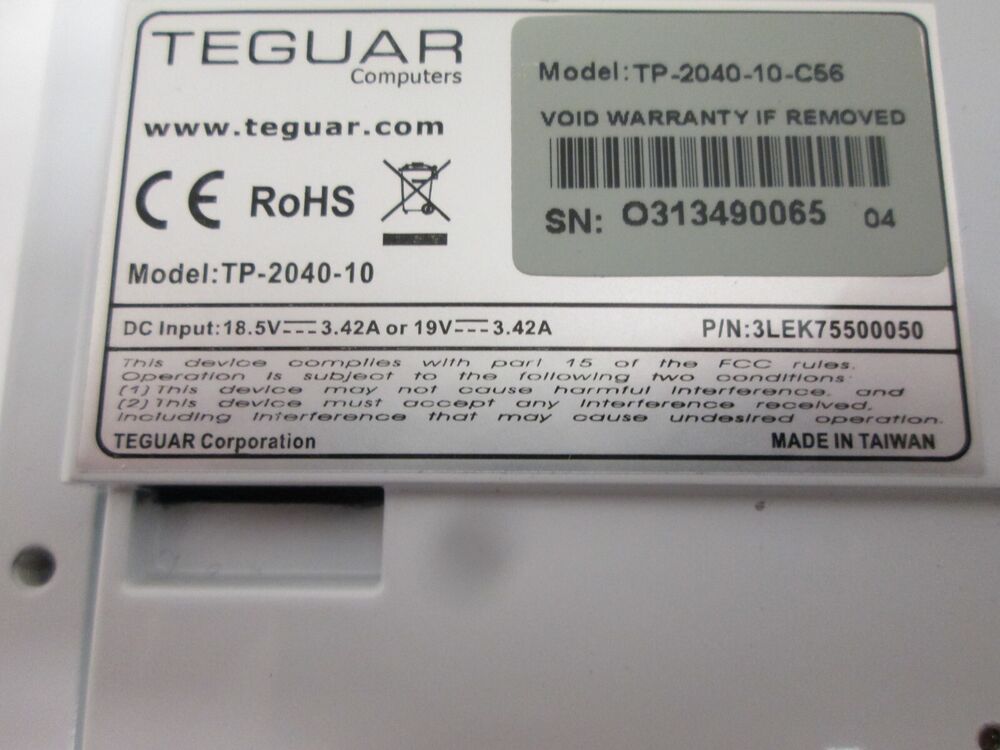 TEGUAR
Computers
www.teguar.com
CE RoHS
Model:TP-2040-10
Model:TP-2040-10-C56
VOID WARRANTY IF REMOVED
SN: O313490065 04
DC Input:18.5V⎓3.42A or 19V⎓3.42A P/N:3LEK75500050
This device complies with part 15 of the FCC rules.
Operation is subject to the following two conditions:
(1)This device may not cause harmful Interference, and
(2)This device must accept any Interference received,
including Interference that may cause undesired operation.
TEGUAR Corporation MADE IN TAIWAN